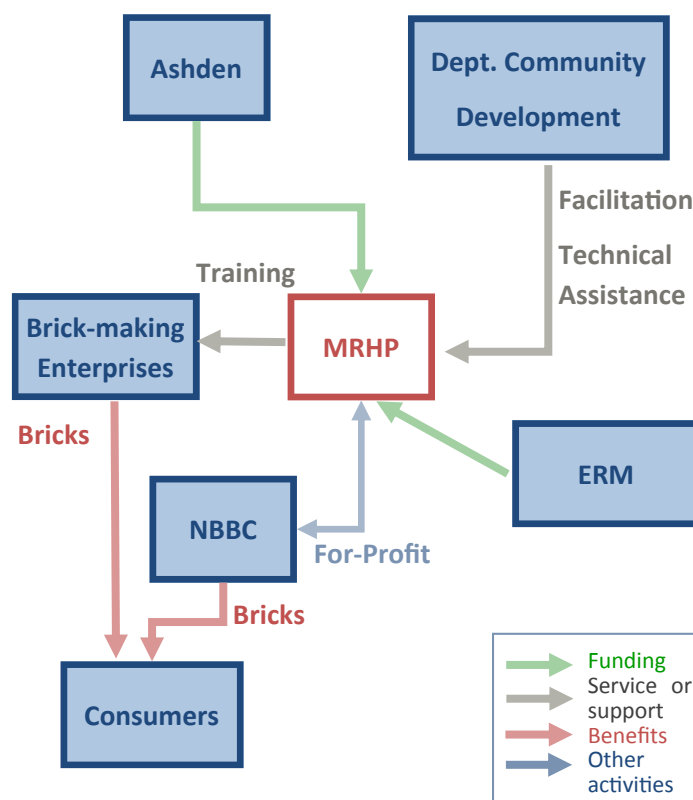 Ashden
Dept. Community
Development
Facilitation
Technical
Assistance
Training
Brick-making
Enterprises
MRHP
Bricks
ERM
NBBC
For-Profit
Bricks
Consumers
Funding
Service or
support
Benefits
Other
activities